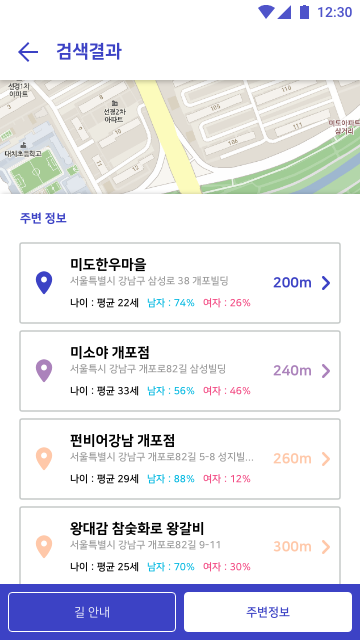 12:30
검색결과
선경1차
아파트
3
선경2차
아파트
9
11
10
12
106
111
미도아파트
삼거리
대치초등학교
주변 정보
미도한우마을
서울특별시 강남구 삼성로 38 개포빌딩
200m
나이 : 평균 22세 남자 : 74% 여자 : 26%
미소야 개포점
서울특시 강남구 개포로82길 삼성빌딩
240m
나이 : 평균 33세 남자 : 56% 여자 : 46%
펀비어강남 개포점
서울특별시 강남구 개포로82길 5-8 성지빌...
260m
나이 : 평균 29세 남자 : 88% 여자 : 12%
왕대감 참숯화로 왕갈비
서울특별시 강남구 개포로82길 9-11
300m
나이 : 평균 25세 남자 : 70% 여자 : 30%
길 안내
주변정보